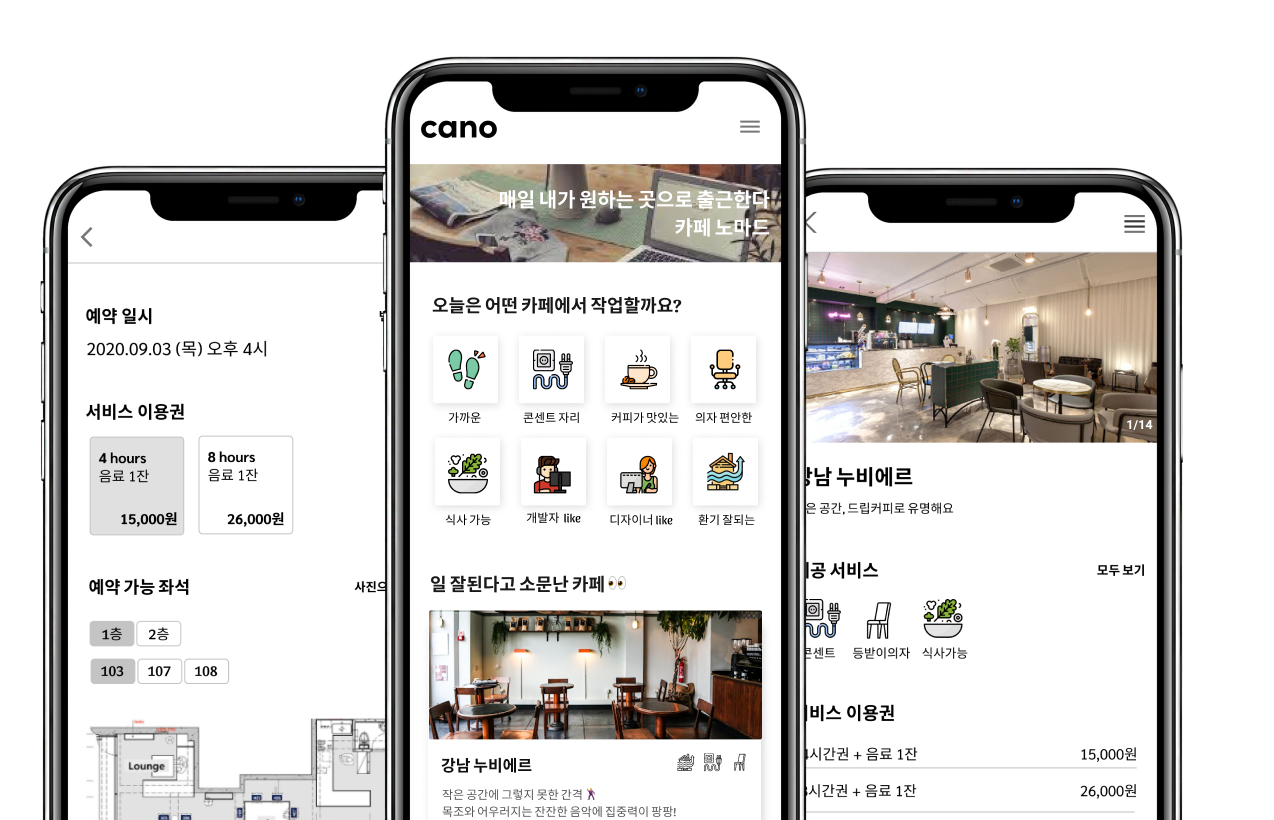 예약 일시
2020.09.03 (목) 오후 4시
서비스 이용권
4 hours
음료 1잔
15,000원
8 hours
음료 1잔
26,000원
예약 가능 좌석
사진으
1층
2층
103
107
108
Lounge
cano
매일 내가 원하는 곳으로 출근한다
카페 노마드
오늘은 어떤 카페에서 작업할까요?
가까운
콘센트 자리
커피가 맛있는
의자 편안한
식사 가능
개발자 like
디자이너 like
환기 잘되는
일 잘된다고 소문난 카페 👀
강남 누비에르
작은 공간에 그렇지 못한 간격 💃
목조와 어우러지는 잔잔한 음악에 집중력이 팡팡!
1/14
강남 누비에르
은 공간, 드립커피로 유명해요
공 서비스
모두 보기
콘센트
등받이의자
식사가능
비스 이용권
4시간권 + 음료 1잔
15,000원
8시간권 + 음료 1잔
26,000원